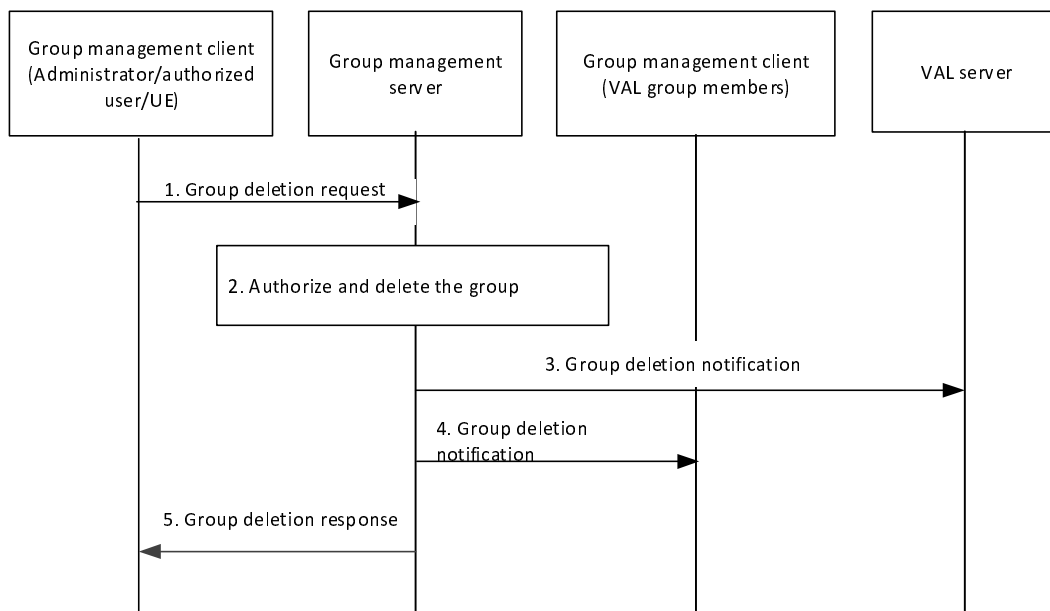 Group management client
(Administrator/authorized
user/UE)
Group management
server
Group management client
(VAL group members)
VAL server
1. Group deletion request
2. Authorize and delete the group
3. Group deletion notification
4. Group deletion
notification
5. Group deletion response